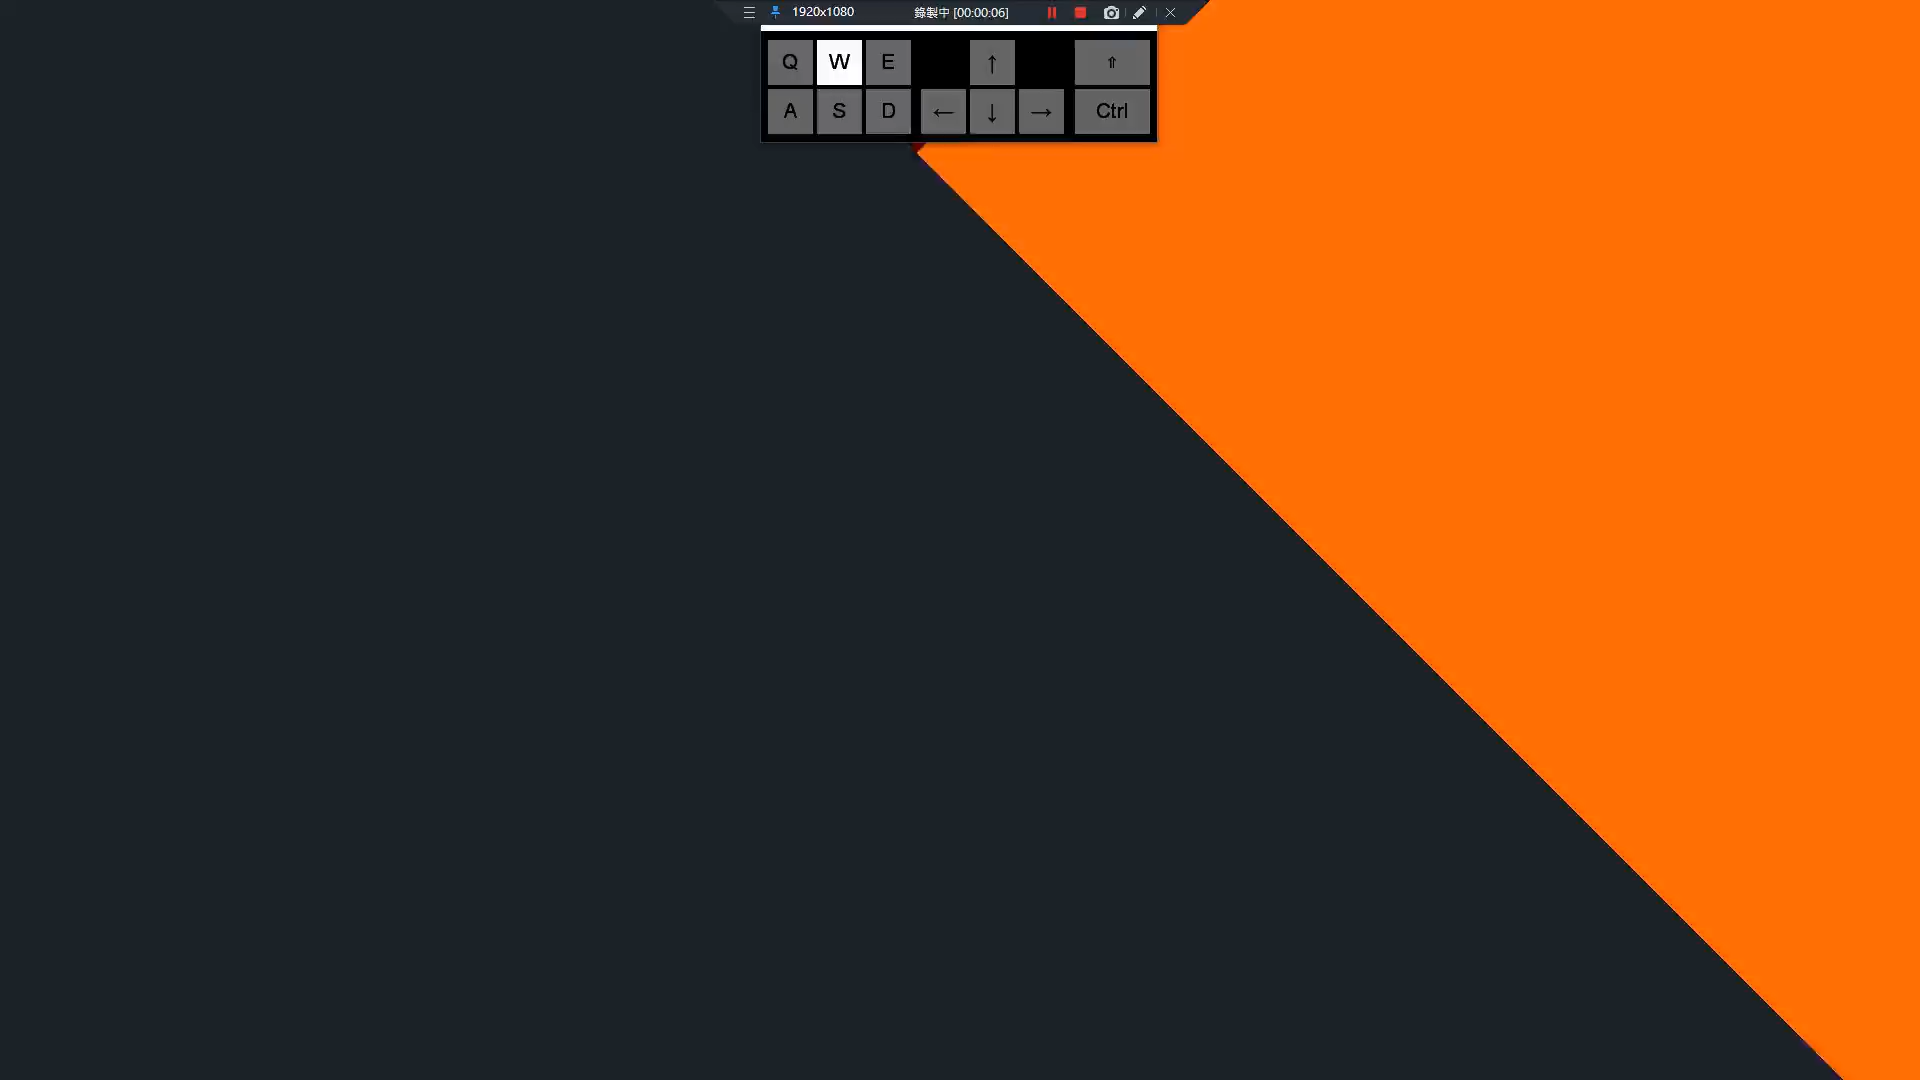 1920x1080 錄製中 [00:00:06]
Q W E ↑ ⇑
A S D ← ↓ → Ctrl